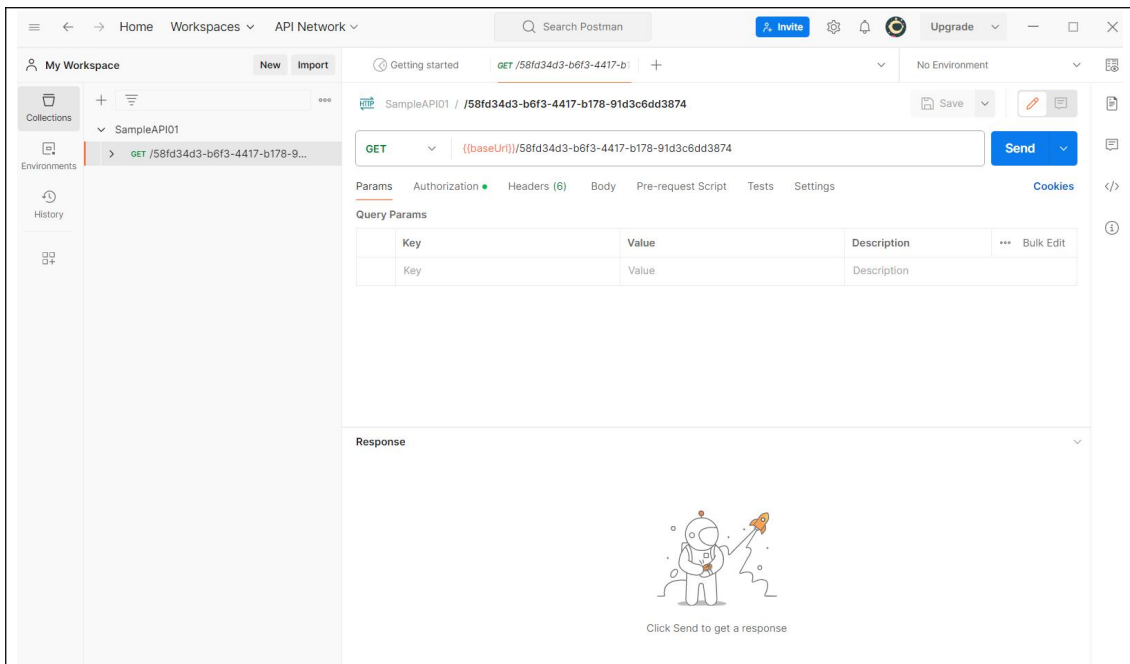 Home Workspaces API Network Search Postman Invite Upgrade
My Workspace New Import Getting started GET /58fd34d3-b6f3-4417-b1 No Environment
Collections
SampleAPI01
GET /58fd34d3-b6f3-4417-b178-9...
Environments
History
HTTP SampleAPI01 / /58fd34d3-b6f3-4417-b178-91d3c6dd3874 Save
GET {{baseUrl}}/58fd34d3-b6f3-4417-b178-91d3c6dd3874 Send
Params Authorization Headers (6) Body Pre-request Script Tests Settings Cookies
Query Params
Key Value Description Bulk Edit
Key Value Description
Response
Click Send to get a response